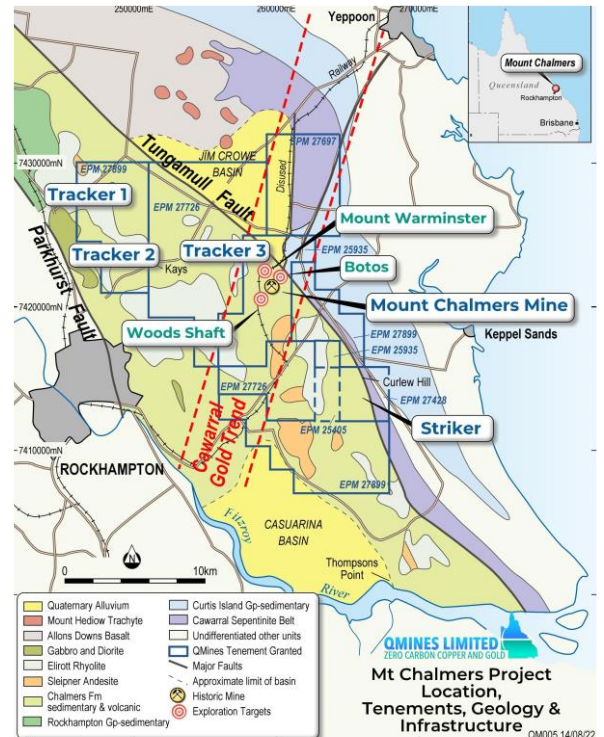 250000mE
260000mE
270000mE
Yeppoon
Mount Chalmers
Queensland
Rockhampton
Brisbane
Railway
EPM 27697
JIM CROWE
BASIN
Disused
Tungamull Fault
7430000mN
EPM 27899
Tracker 1
EPM 27726
Mount Warminster
Tracker 3
EPM 25935
Tracker 2
Kays
Botos
Parkhurst Fault
Mount Chalmers Mine
7420000mN
Woods Shaft
Keppel Sands
EPM 27899
EPM 25935
EPM 27726
Curlew Hill
EPM 27428
Striker
Cawarral
Gold Trend
EPM 25405
7410000mN
ROCKHAMPTON
EPM 27899
Fitzroy
River
CASUARINA
BASIN
Thompsons
Point
N
0 10km
Quaternary Alluvium
Mount Hediow Trachyte
Allons Downs Basalt
Gabbro and Diorite
Elirott Rhyolite
Sleipner Andesite
Chalmers Fm
sedimentary & volcanic
Rockhampton Gp-sedimentary
Curtis Island Gp-sedimentary
Cawarral Sepentinite Belt
Undifferentiated other units
QMines Tenement Granted
Major Faults
Approximate limit of basin
Historic Mine
Exploration Targets
QMINES LIMITED
ZERO CARBON COPPER AND GOLD
Mt Chalmers Project
Location,
Tenements, Geology &
Infrastructure
QM005 14/08/22